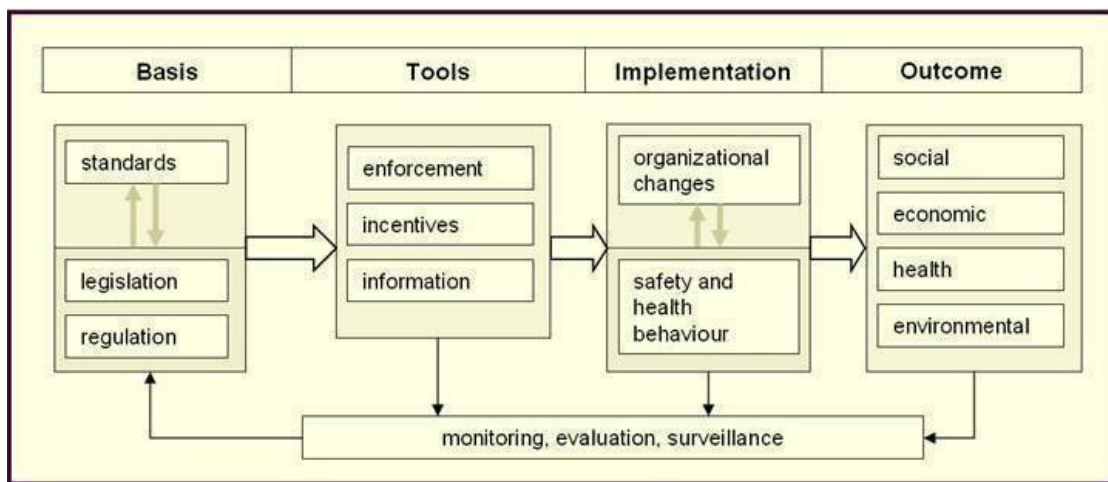 Basis
Tools
Implementation
Outcome
standards
legislation
regulation
enforcement
incentives
information
organizational
changes
safety and
health
behaviour
social
economic
health
environmental
monitoring, evaluation, surveillance